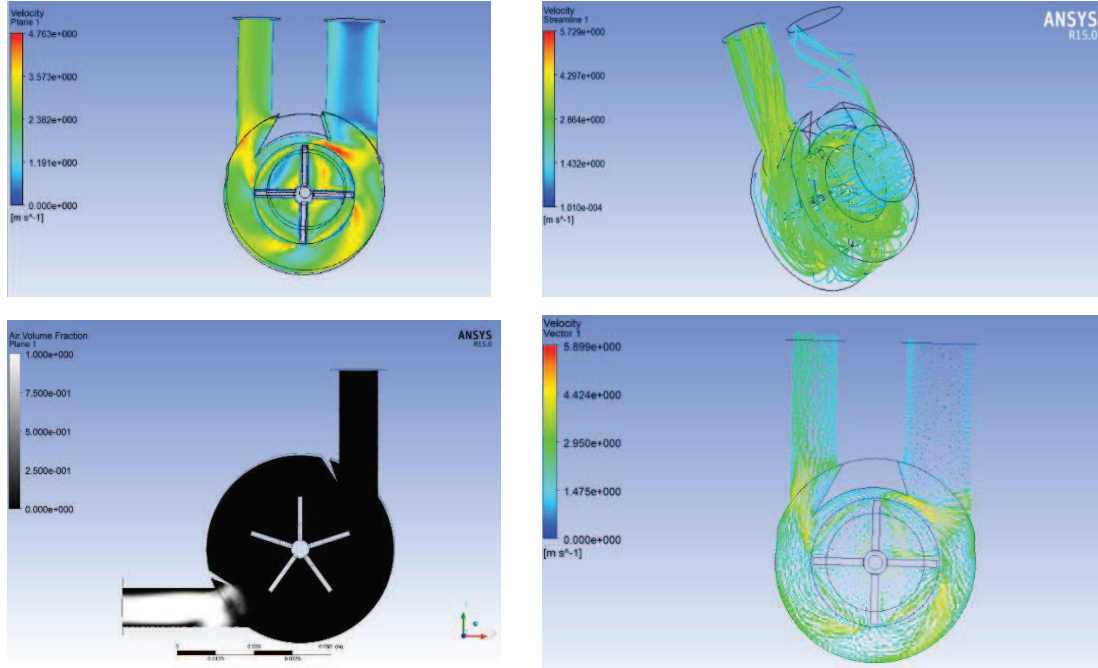 Velocity
Plane 1
4.763e+000
3.573e+000
2.382e+000
1.191e+000
0.000e+000
[m s^-1]
Velocity
Streamline 1
5.729e+000
4.297e+000
2.864e+000
1.432e+000
1.010e-004
[m s^-1]
ANSYS
R15.0
Air.Volume Fraction
Plane 1
1.000e+000
7.500e-001
5.000e-001
2.500e-001
0.000e+000
ANSYS
R15.0
0
(m)
Velocity
Vector 1
5.899e+000
4.424e+000
2.950e+000
1.475e+000
0.000e+000
[m s^-1]